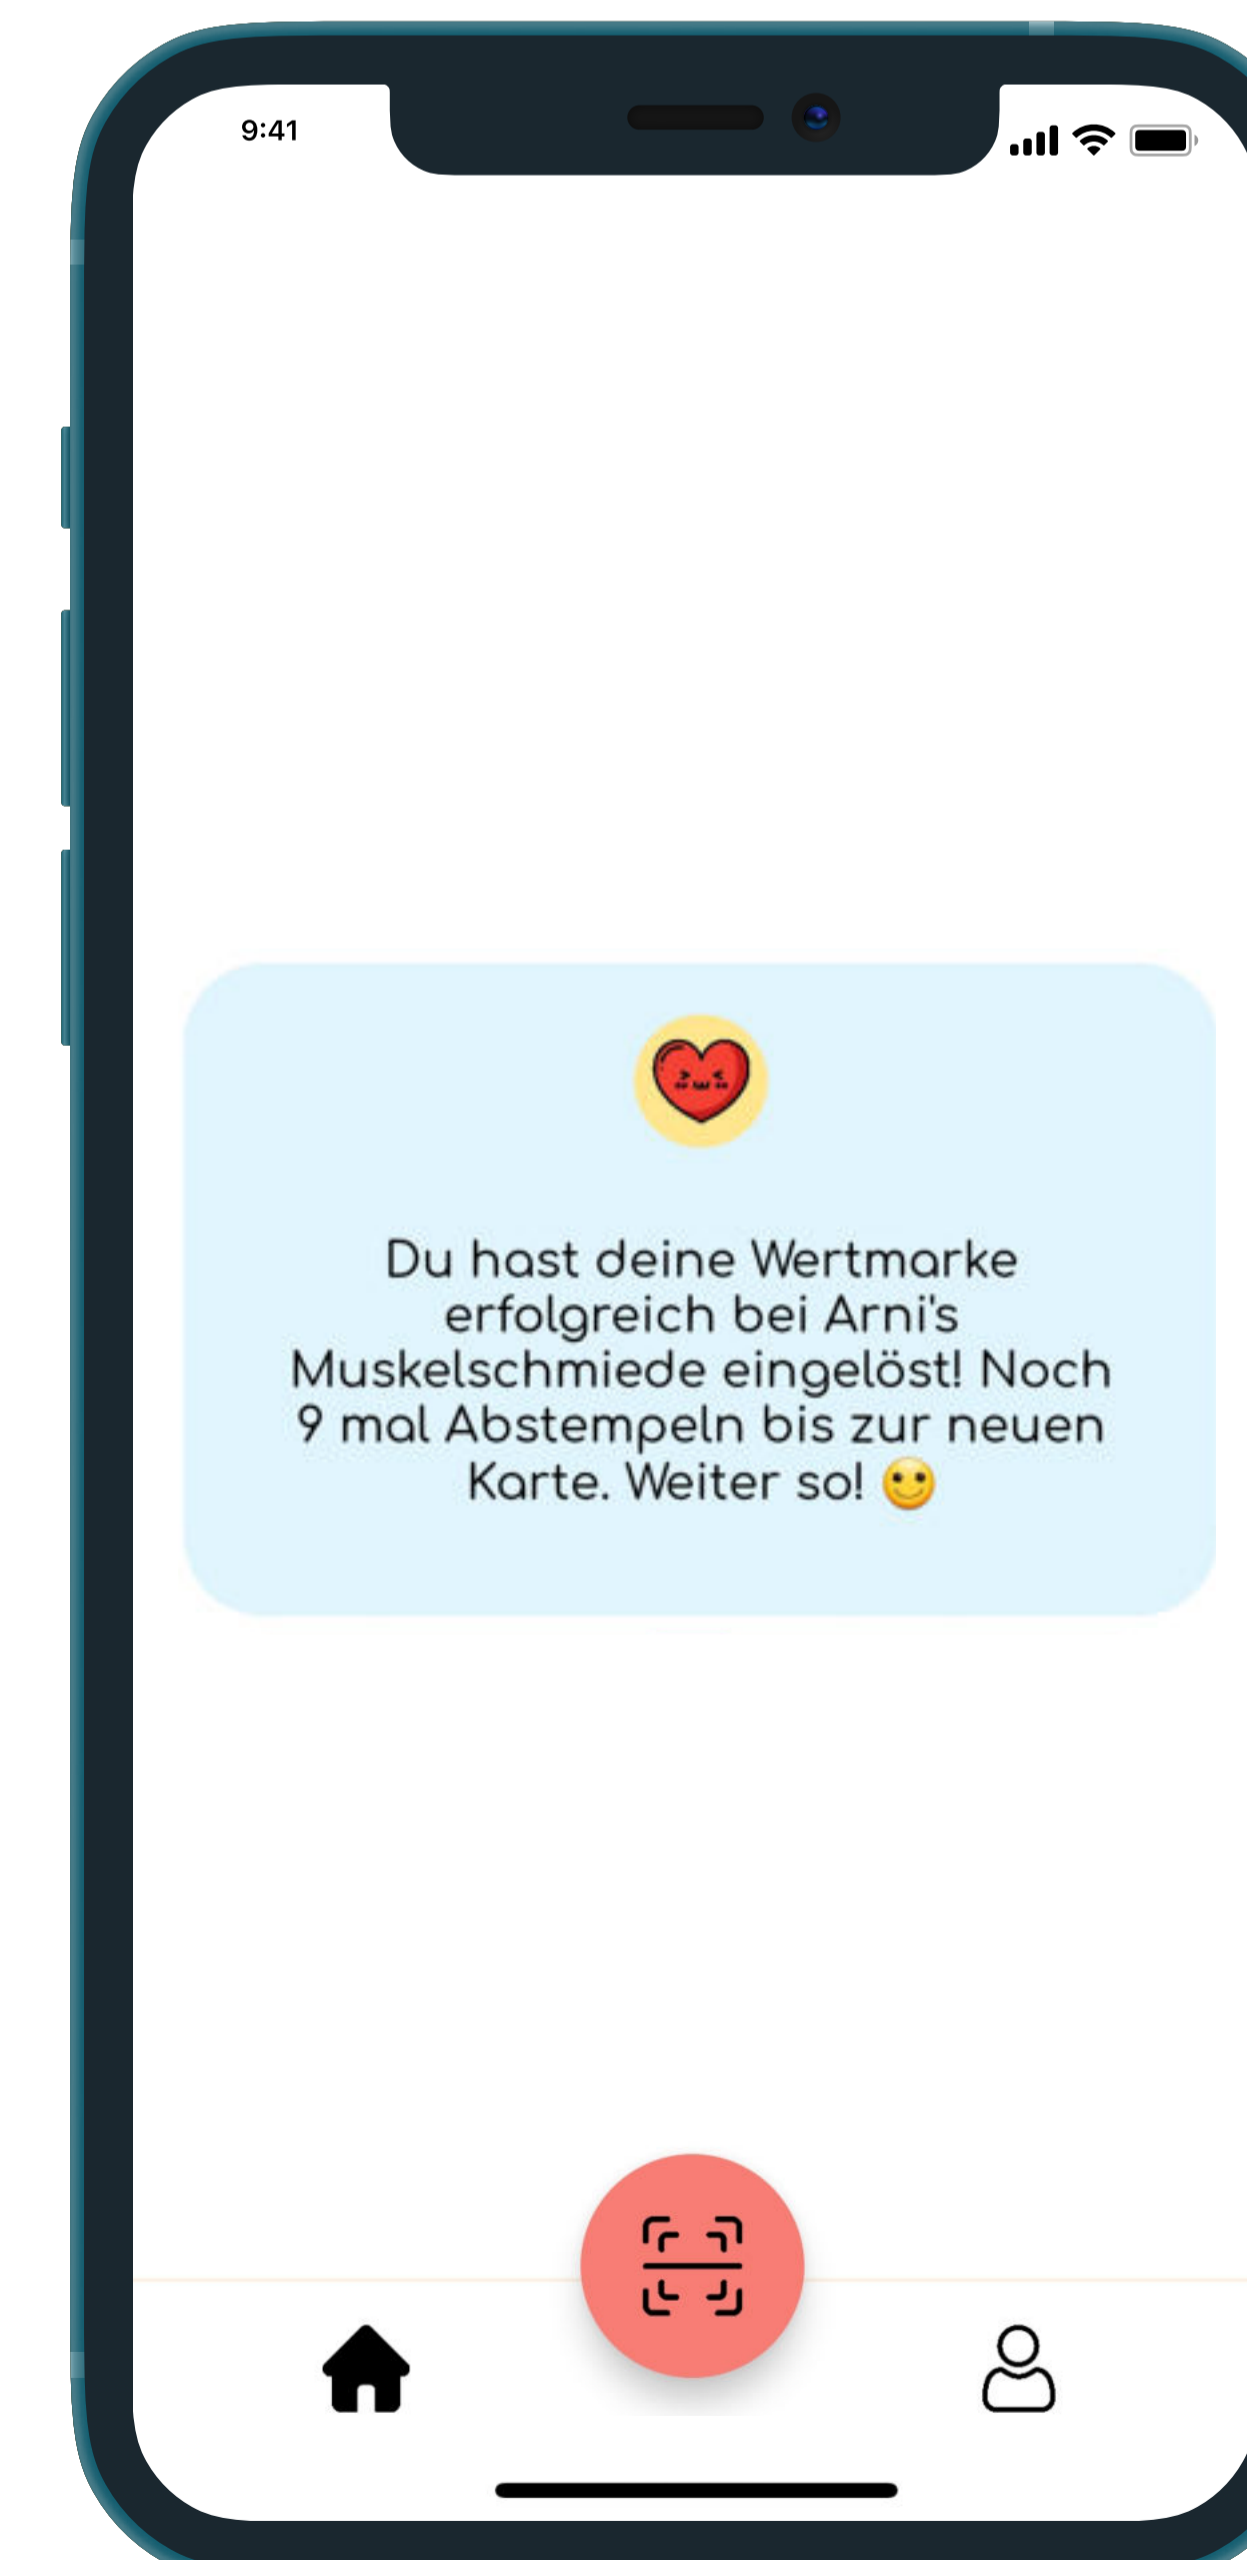 9:41
Du hast deine Wertmarke
erfolgreich bei Arni's
Muskelschmiede eingelöst! Noch
9 mal Abstempeln bis zur neuen
Karte. Weiter so! 🙂